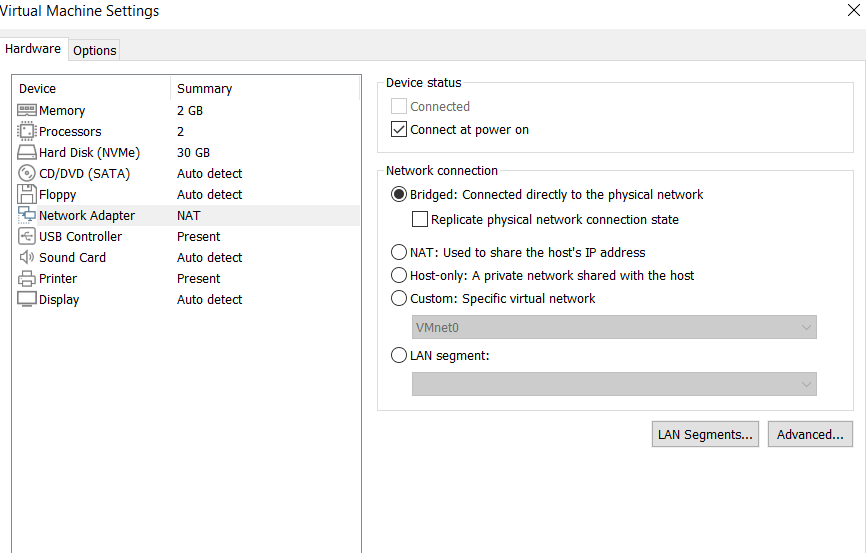 Virtual Machine Settings
Hardware Options
Device Summary
Memory 2 GB
Processors 2
Hard Disk (NVMe) 30 GB
CD/DVD (SATA) Auto detect
Floppy Auto detect
Network Adapter NAT
USB Controller Present
Sound Card Auto detect
Printer Present
Display Auto detect
Device status
Connected
Connect at power on
Network connection
Bridged: Connected directly to the physical network
Replicate physical network connection state
NAT: Used to share the host's IP address
Host-only: A private network shared with the host
Custom: Specific virtual network
VMnet0
LAN segment:
LAN Segments... Advanced...